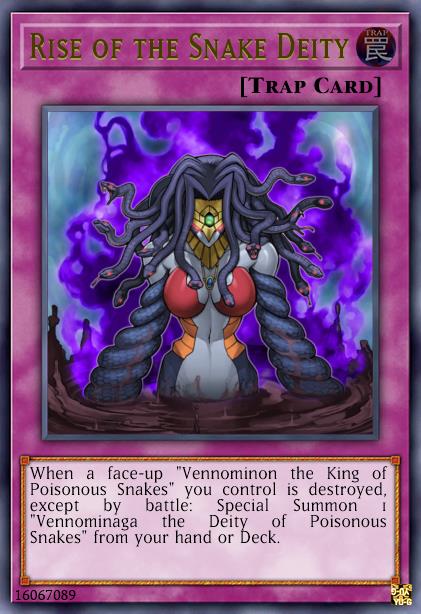 Rise of the Snake Deity
TRAP
罠
[Trap Card]
When a face-up "Vennominon the King of
Poisonous Snakes" you control is destroyed,
except by battle: Special Summon 1
"Vennominaga the Deity of Poisonous
Snakes" from your hand or Deck.
16067089